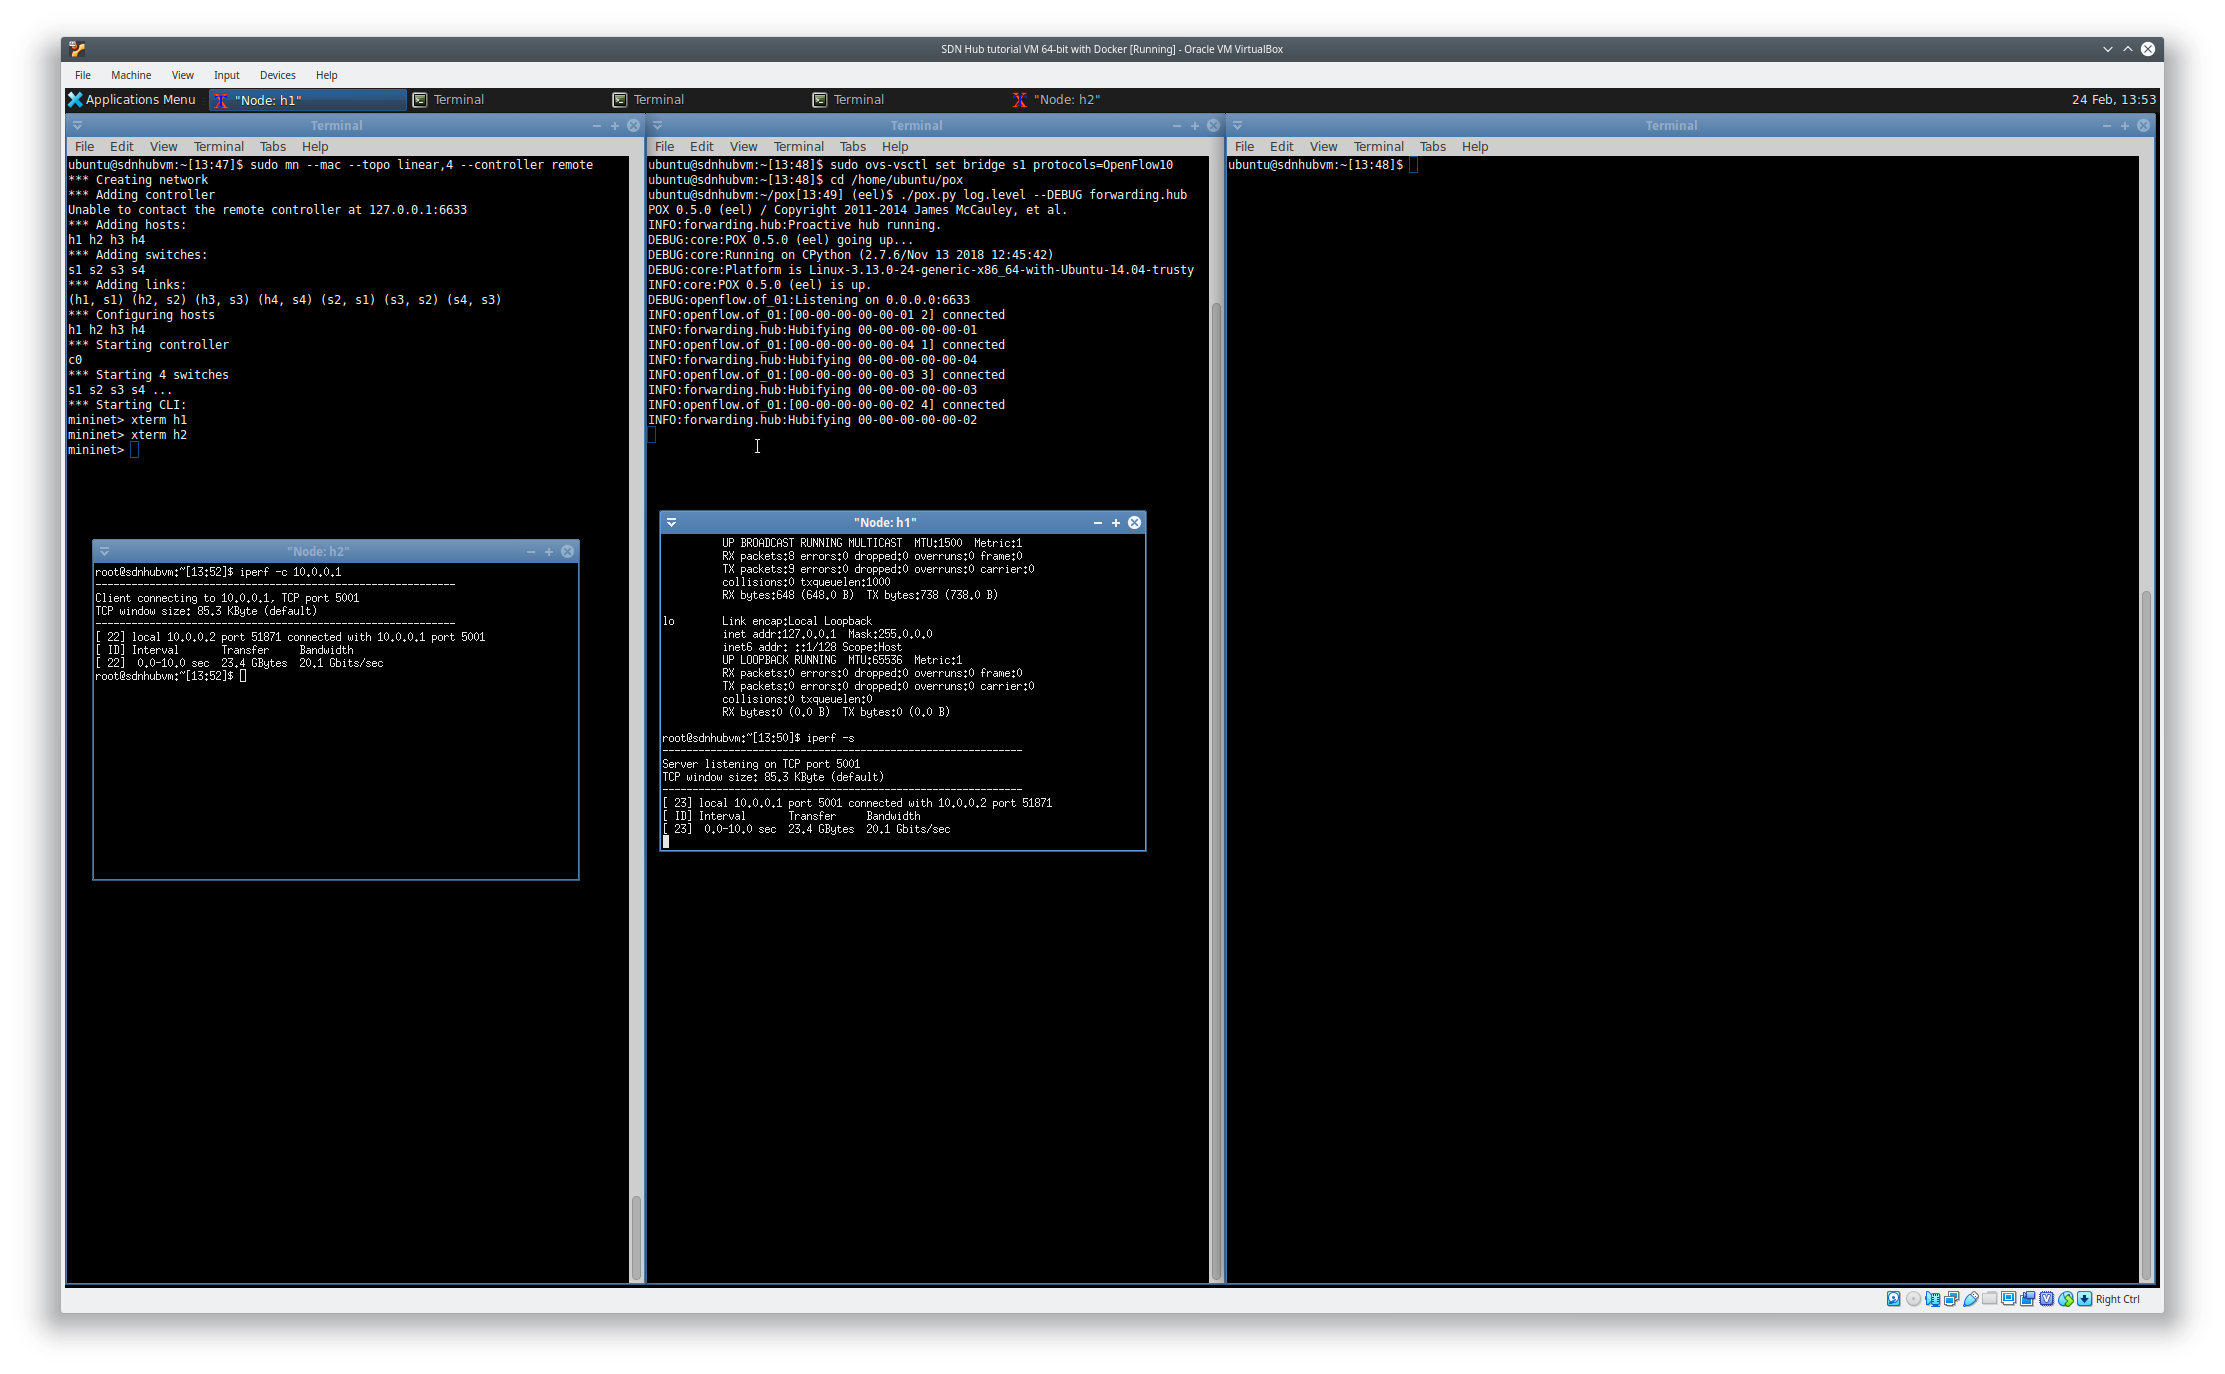 SDN Hub tutorial VM 64-bit with Docker [Running] - Oracle VM VirtualBox
File Machine View Input Devices Help
Applications Menu "Node: h1" Terminal Terminal Terminal "Node: h2" 24 Feb, 13:53
Terminal
File Edit View Terminal Tabs Help
ubuntu@sdnhubvm:~[13:47]$ sudo mn --mac --topo linear,4 --controller remote
*** Creating network
*** Adding controller
Unable to contact the remote controller at 127.0.0.1:6633
*** Adding hosts:
h1 h2 h3 h4
*** Adding switches:
s1 s2 s3 s4
*** Adding links:
(h1, s1) (h2, s2) (h3, s3) (h4, s4) (s2, s1) (s3, s2) (s4, s3)
*** Configuring hosts
h1 h2 h3 h4
*** Starting controller
c0
*** Starting 4 switches
s1 s2 s3 s4 ...
*** Starting CLI:
mininet> xterm h1
mininet> xterm h2
mininet>
"Node: h2"
root@sdnhubvm:~[13:52]$ iperf -c 10.0.0.1
------------------------------------------------------------
Client connecting to 10.0.0.1, TCP port 5001
TCP window size: 85.3 KByte (default)
------------------------------------------------------------
[ 22] local 10.0.0.2 port 51871 connected with 10.0.0.1 port 5001
[ ID] Interval Transfer Bandwidth
[ 22] 0.0-10.0 sec 23.4 GBytes 20.1 Gbits/sec
root@sdnhubvm:~[13:52]$
Terminal
File Edit View Terminal Tabs Help
ubuntu@sdnhubvm:~[13:48]$ sudo ovs-vsctl set bridge s1 protocols=OpenFlow10
ubuntu@sdnhubvm:~[13:48]$ cd /home/ubuntu/pox
ubuntu@sdnhubvm:~/pox[13:49] (eel)$ ./pox.py log.level --DEBUG forwarding.hub
POX 0.5.0 (eel) / Copyright 2011-2014 James McCauley, et al.
INFO:forwarding.hub:Proactive hub running.
DEBUG:core:POX 0.5.0 (eel) going up...
DEBUG:core:Running on CPython (2.7.6/Nov 13 2018 12:45:42)
DEBUG:core:Platform is Linux-3.13.0-24-generic-x86_64-with-Ubuntu-14.04-trusty
INFO:core:POX 0.5.0 (eel) is up.
DEBUG:openflow.of_01:Listening on 0.0.0.0:6633
INFO:openflow.of_01:[00-00-00-00-00-01 2] connected
INFO:forwarding.hub:Hubifying 00-00-00-00-00-01
INFO:openflow.of_01:[00-00-00-00-00-04 1] connected
INFO:forwarding.hub:Hubifying 00-00-00-00-00-04
INFO:openflow.of_01:[00-00-00-00-00-03 3] connected
INFO:forwarding.hub:Hubifying 00-00-00-00-00-03
INFO:openflow.of_01:[00-00-00-00-00-02 4] connected
INFO:forwarding.hub:Hubifying 00-00-00-00-00-02
"Node: h1"
UP BROADCAST RUNNING MULTICAST MTU:1500 Metric:1
RX packets:8 errors:0 dropped:0 overruns:0 frame:0
TX packets:9 errors:0 dropped:0 overruns:0 carrier:0
collisions:0 txqueuelen:1000
RX bytes:648 (648.0 B) TX bytes:738 (738.0 B)
lo Link encap:Local Loopback
inet addr:127.0.0.1 Mask:255.0.0.0
inet6 addr: ::1/128 Scope:Host
UP LOOPBACK RUNNING MTU:65536 Metric:1
RX packets:0 errors:0 dropped:0 overruns:0 frame:0
TX packets:0 errors:0 dropped:0 overruns:0 carrier:0
collisions:0 txqueuelen:0
RX bytes:0 (0.0 B) TX bytes:0 (0.0 B)
root@sdnhubvm:~[13:50]$ iperf -s
------------------------------------------------------------
Server listening on TCP port 5001
TCP window size: 85.3 KByte (default)
------------------------------------------------------------
[ 23] local 10.0.0.1 port 5001 connected with 10.0.0.2 port 51871
[ ID] Interval Transfer Bandwidth
[ 23] 0.0-10.0 sec 23.4 GBytes 20.1 Gbits/sec
Terminal
File Edit View Terminal Tabs Help
ubuntu@sdnhubvm:~[13:48]$
Right Ctrl